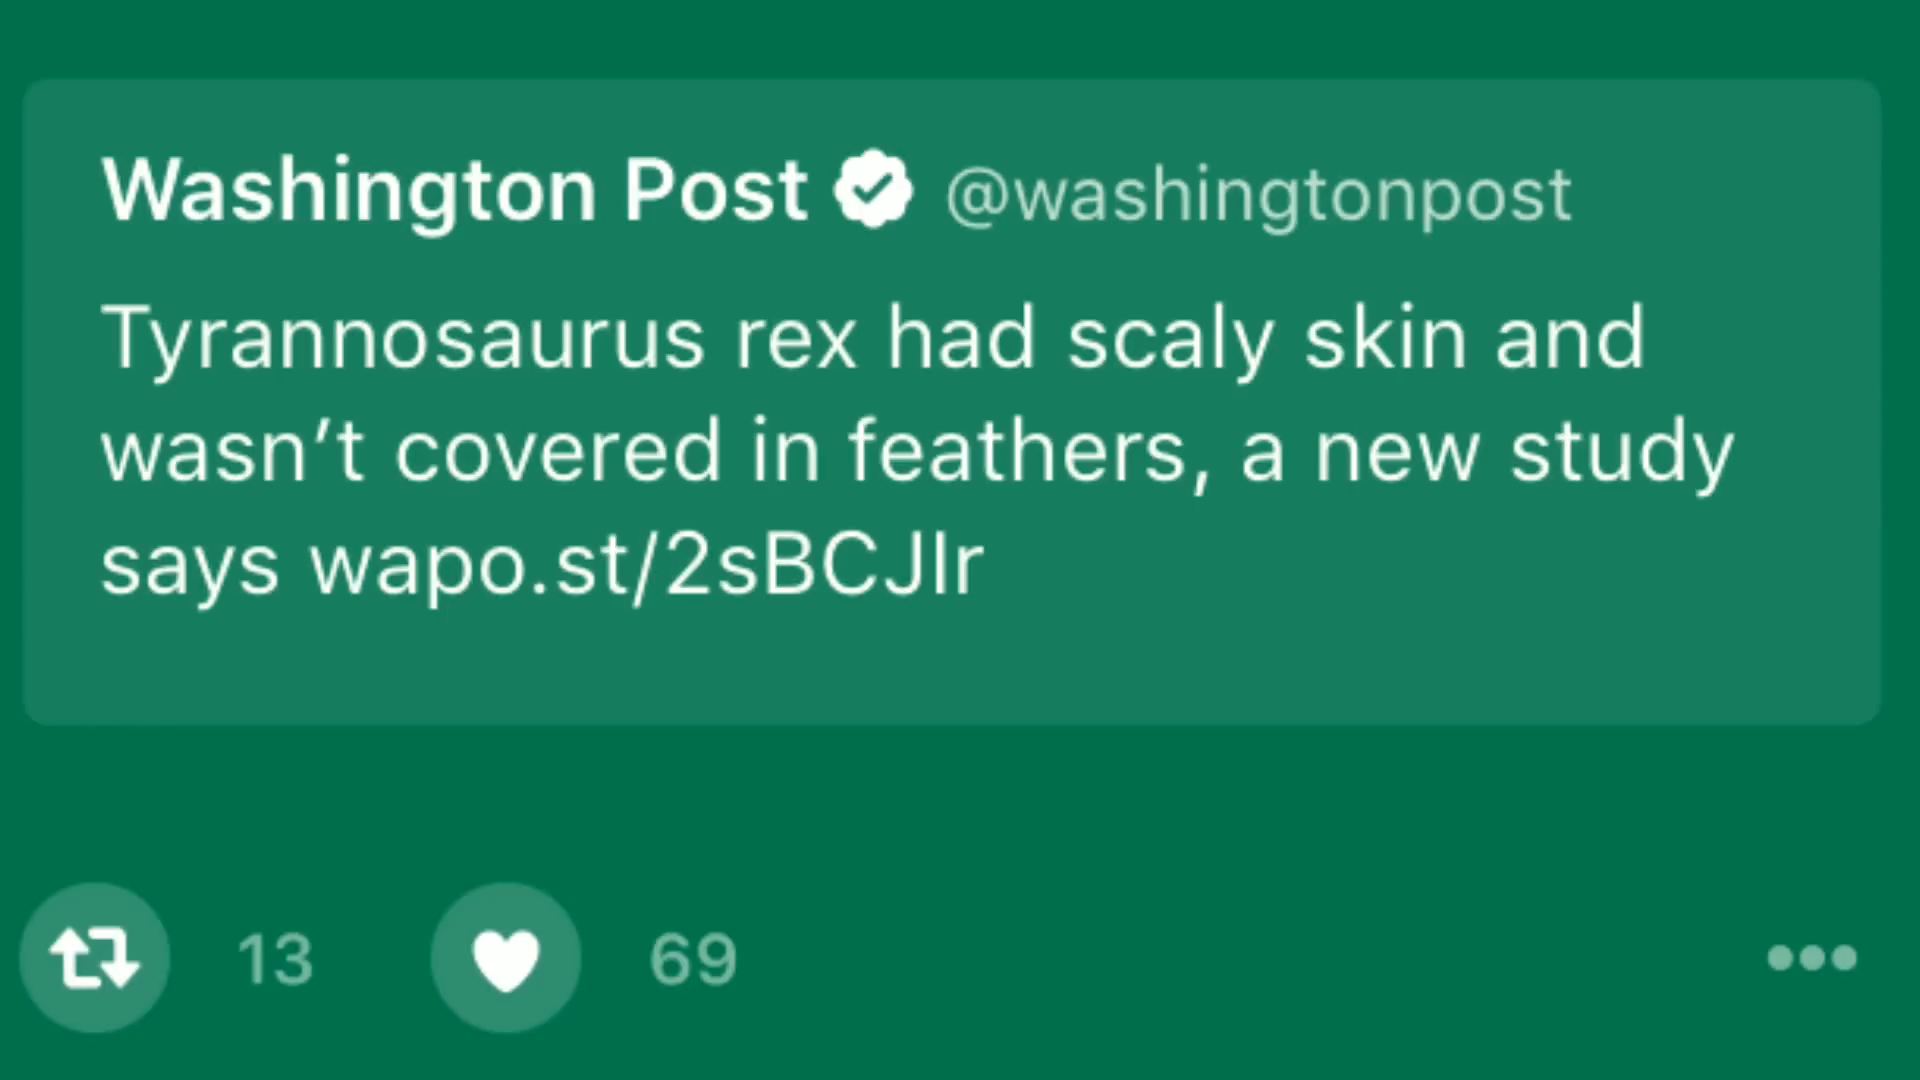 Washington Post @washingtonpost
Tyrannosaurus rex had scaly skin and
wasn’t covered in feathers, a new study
says wapo.st/2sBCJIr
13 69